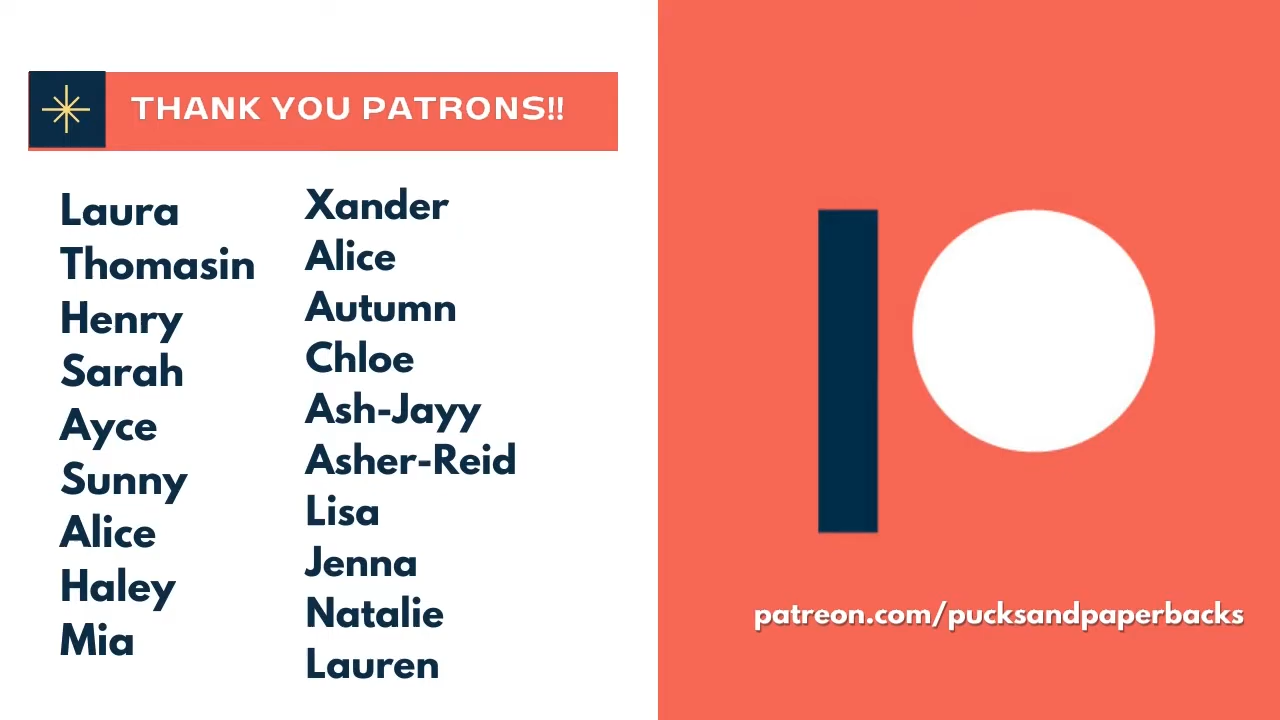 THANK YOU PATRONS!!
Laura
Thomasin
Henry
Sarah
Ayce
Sunny
Alice
Haley
Mia
Xander
Alice
Autumn
Chloe
Ash-Jayy
Asher-Reid
Lisa
Jenna
Natalie
Lauren
patreon.com/pucksandpaperbacks